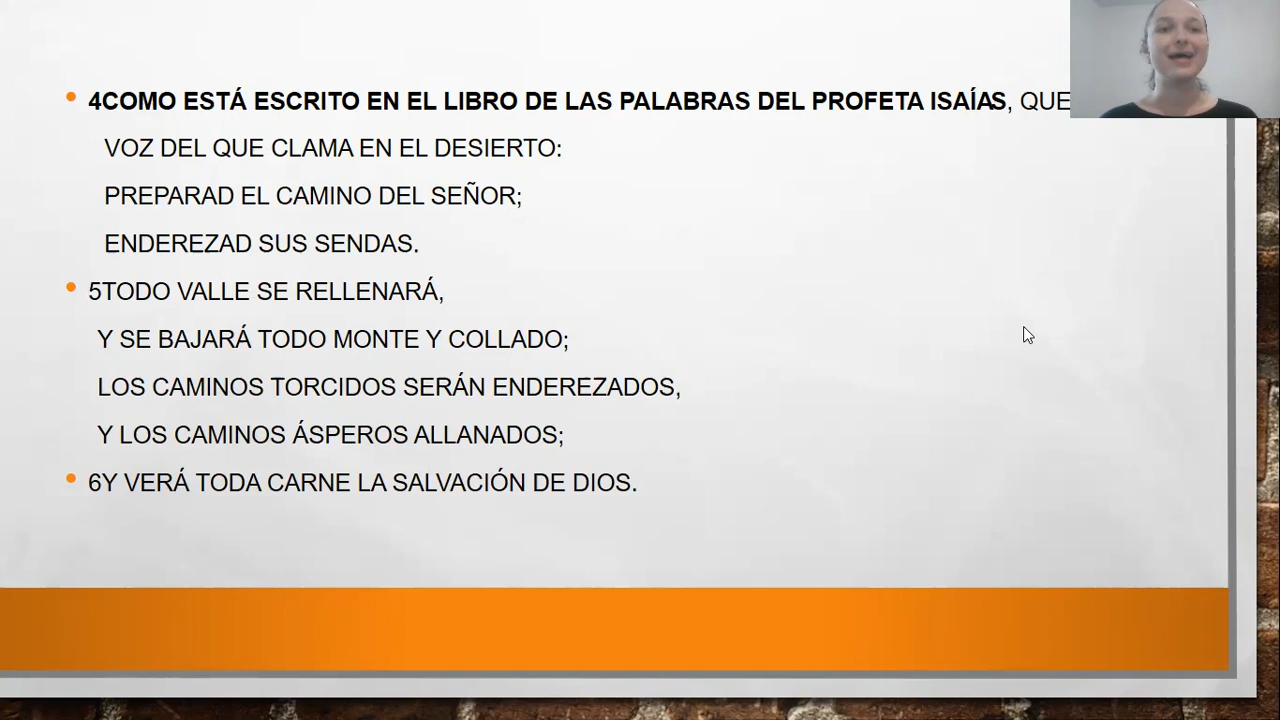 4COMO ESTÁ ESCRITO EN EL LIBRO DE LAS PALABRAS DEL PROFETA ISAÍAS, QUE
VOZ DEL QUE CLAMA EN EL DESIERTO:
PREPARAD EL CAMINO DEL SEÑOR;
ENDEREZAD SUS SENDAS.
5TODO VALLE SE RELLENARÁ,
Y SE BAJARÁ TODO MONTE Y COLLADO;
LOS CAMINOS TORCIDOS SERÁN ENDEREZADOS,
Y LOS CAMINOS ÁSPEROS ALLANADOS;
6Y VERÁ TODA CARNE LA SALVACIÓN DE DIOS.